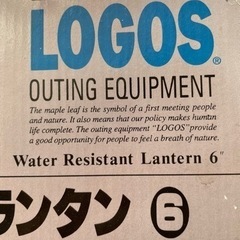 LOGOS®
OUTING EQUIPMENT
The maple leaf is the symbol of a first meeting people
and nature. It also means that our policy makes human
life complete. The outing equipment "LOGOS"provide
a good opportunity for people to feel a breath of nature.
Water Resistant Lantern 6"
ランタン ⑥